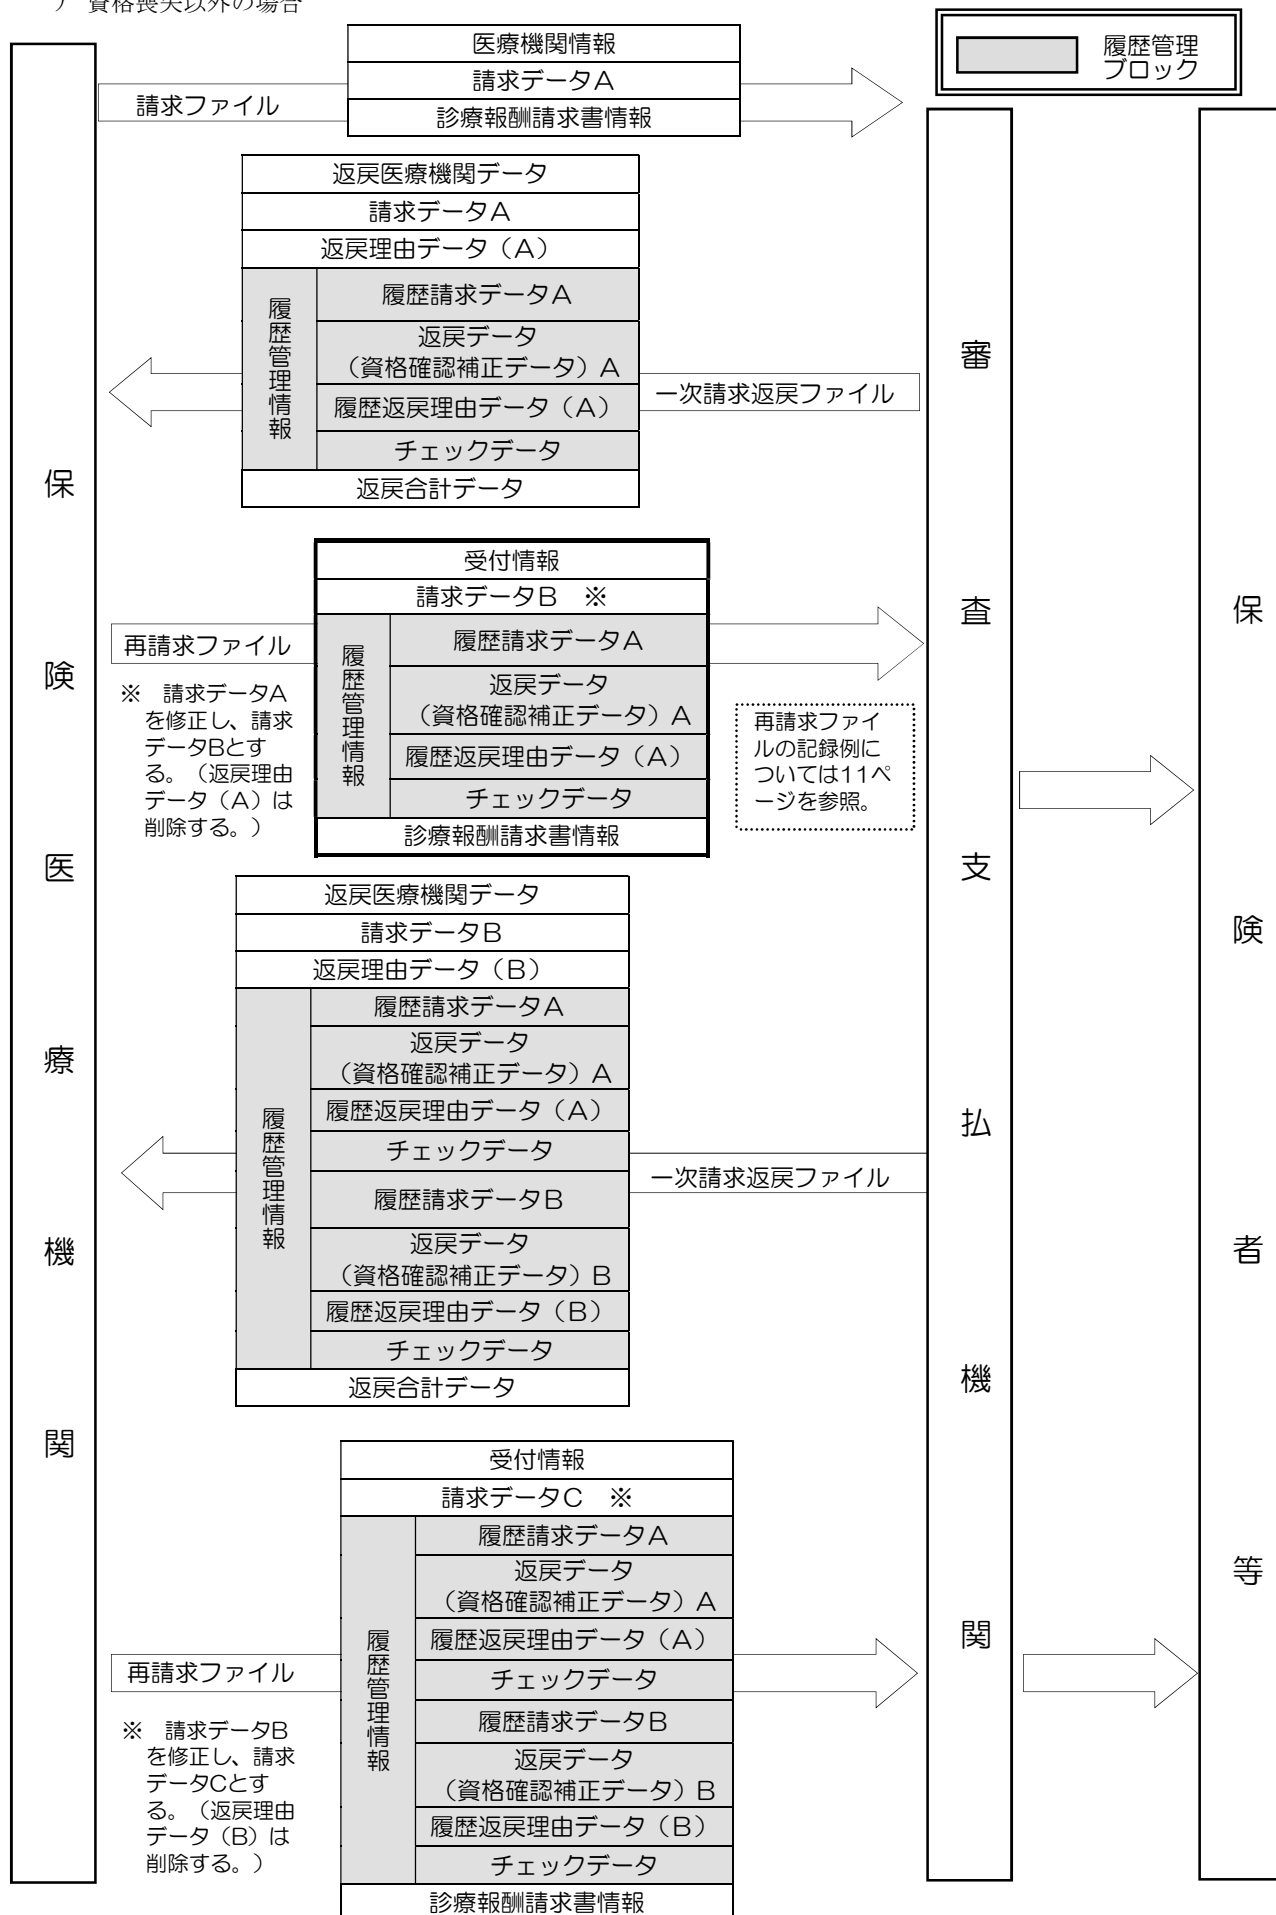 ) 資格喪失以外の場合
履歴管理
ブロック
医療機関情報
請求データA
診療報酬請求書情報
請求ファイル
返戻医療機関データ
請求データA
返戻理由データ（A）
履歴管理情報
履歴請求データA
返戻データ
（資格確認補正データ）A
履歴返戻理由データ（A）
チェックデータ
返戻合計データ
一次請求返戻ファイル
受付情報
請求データB ※
履歴管理情報
履歴請求データA
返戻データ
（資格確認補正データ）A
履歴返戻理由データ（A）
チェックデータ
診療報酬請求書情報
再請求ファイル
※ 請求データA
を修正し、請求
データBとす
る。（返戻理由
データ（A）は
削除する。）
再請求ファイ
ルの記録例に
ついては11ペ
ージを参照。
返戻医療機関データ
請求データB
返戻理由データ（B）
履歴管理情報
履歴請求データA
返戻データ
（資格確認補正データ）A
履歴返戻理由データ（A）
チェックデータ
履歴請求データB
返戻データ
（資格確認補正データ）B
履歴返戻理由データ（B）
チェックデータ
返戻合計データ
一次請求返戻ファイル
受付情報
請求データC ※
履歴管理情報
履歴請求データA
返戻データ
（資格確認補正データ）A
履歴返戻理由データ（A）
チェックデータ
履歴請求データB
返戻データ
（資格確認補正データ）B
履歴返戻理由データ（B）
チェックデータ
診療報酬請求書情報
再請求ファイル
※ 請求データB
を修正し、請求
データCとす
る。（返戻理由
データ（B）は
削除する。）
保険医療機関
審査支払機関
保険者等